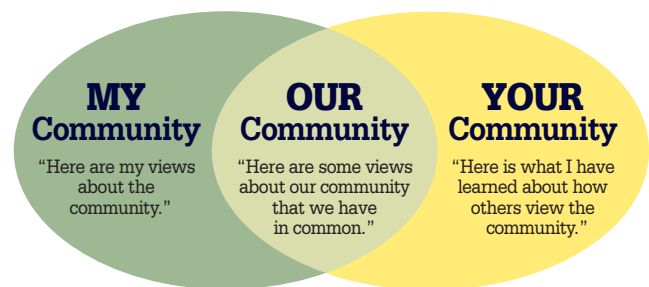 MY
Community
“Here are my views
about the
community.”
OUR
Community
“Here are some views
about our community
that we have
in common.”
YOUR
Community
“Here is what I have
learned about how
others view the
community.”